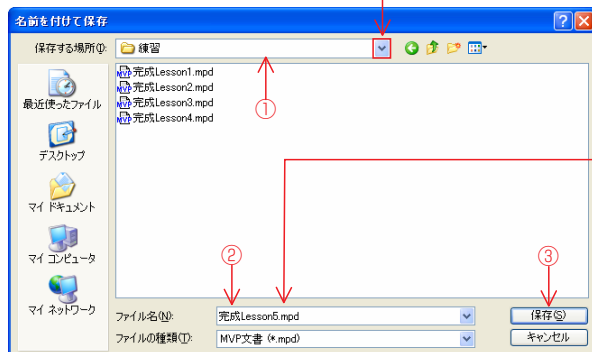 名前を付けて保存
保存する場所(I):
練習
完成Lesson1.mpd
完成Lesson2.mpd
完成Lesson3.mpd
完成Lesson4.mpd
①
最近使ったファイル
デスクトップ
マイ ドキュメント
マイ コンピュータ
マイ ネットワーク
②
③
ファイル名(N):
完成Lesson5.mpd
保存(S)
ファイルの種類(T):
MVP文書 (*.mpd)
キャンセル